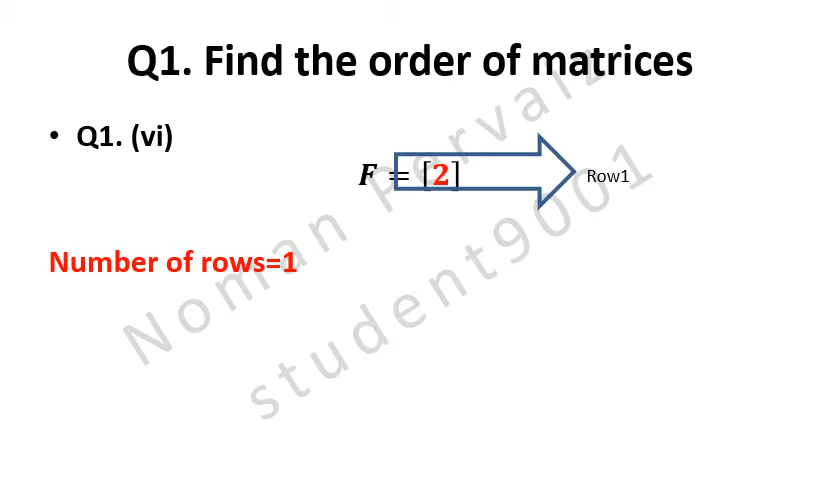 Q1. Find the order of matrices
• Q1. (vi)
F = [2]
Row1
Number of rows=1
Noman Pervaiz
student9001